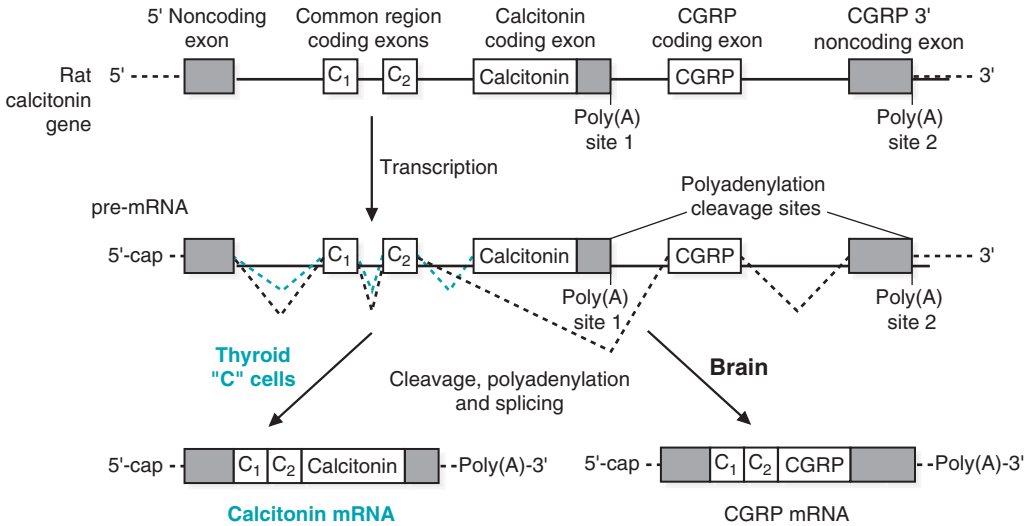 5' Noncoding
exon
Common region
coding exons
Calcitonin
coding exon
CGRP
coding exon
CGRP 3'
noncoding exon
Rat
calcitonin
gene
5'
C1
C2
Calcitonin
CGRP
3'
Poly(A)
site 1
Poly(A)
site 2
Transcription
Polyadenylation
cleavage sites
pre-mRNA
5'-cap
C1
C2
Calcitonin
CGRP
3'
Poly(A)
site 1
Poly(A)
site 2
Thyroid
"C" cells
Cleavage, polyadenylation
and splicing
Brain
5'-cap
C1
C2
Calcitonin
Poly(A)-3'
5'-cap
C1
C2
CGRP
Poly(A)-3'
Calcitonin mRNA
CGRP mRNA